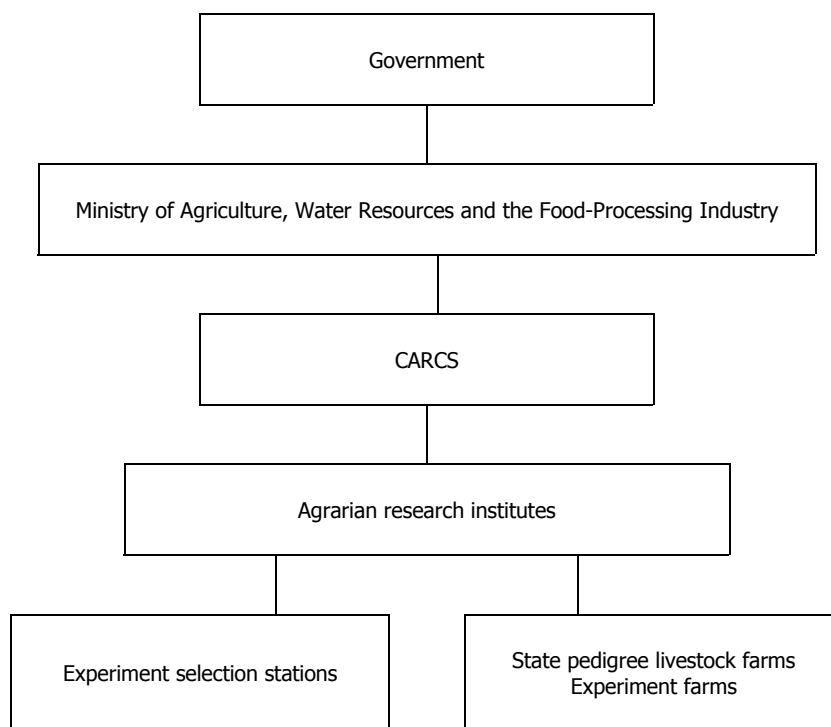 Government
Ministry of Agriculture, Water Resources and the Food-Processing Industry
CARCS
Agrarian research institutes
Experiment selection stations
State pedigree livestock farms
Experiment farms